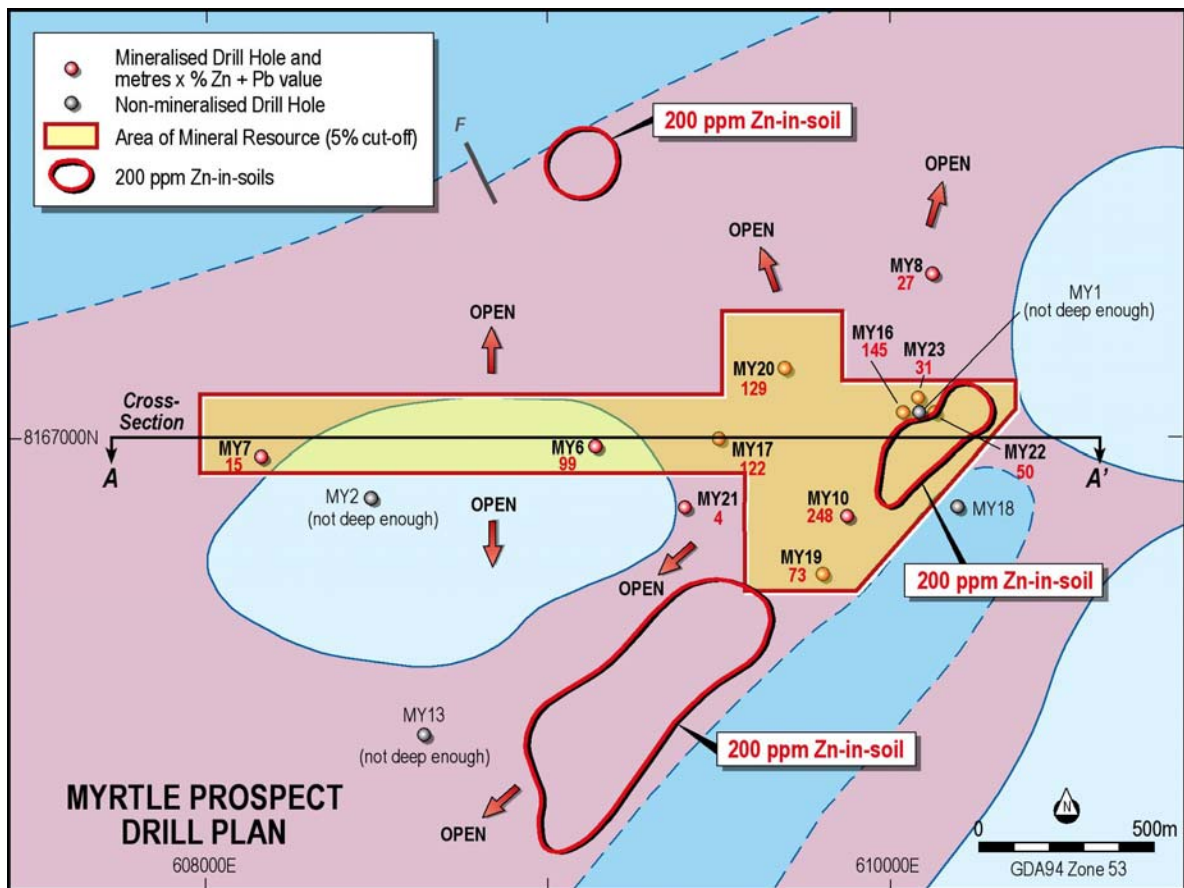 Mineralised Drill Hole and
metres x % Zn + Pb value
Non-mineralised Drill Hole
Area of Mineral Resource (5% cut-off)
200 ppm Zn-in-soils
F
200 ppm Zn-in-soil
OPEN
OPEN
MY8
27
MY1
(not deep enough)
OPEN
MY16
145
MY23
31
MY20
129
Cross-
Section
8167000N
A
A'
MY7
15
MY6
99
MY17
122
MY22
50
MY2
(not deep enough)
OPEN
MY21
4
MY10
248
MY18
MY19
73
OPEN
200 ppm Zn-in-soil
MY13
(not deep enough)
200 ppm Zn-in-soil
OPEN
MYRTLE PROSPECT
DRILL PLAN
N
0
500m
GDA94 Zone 53
608000E
610000E